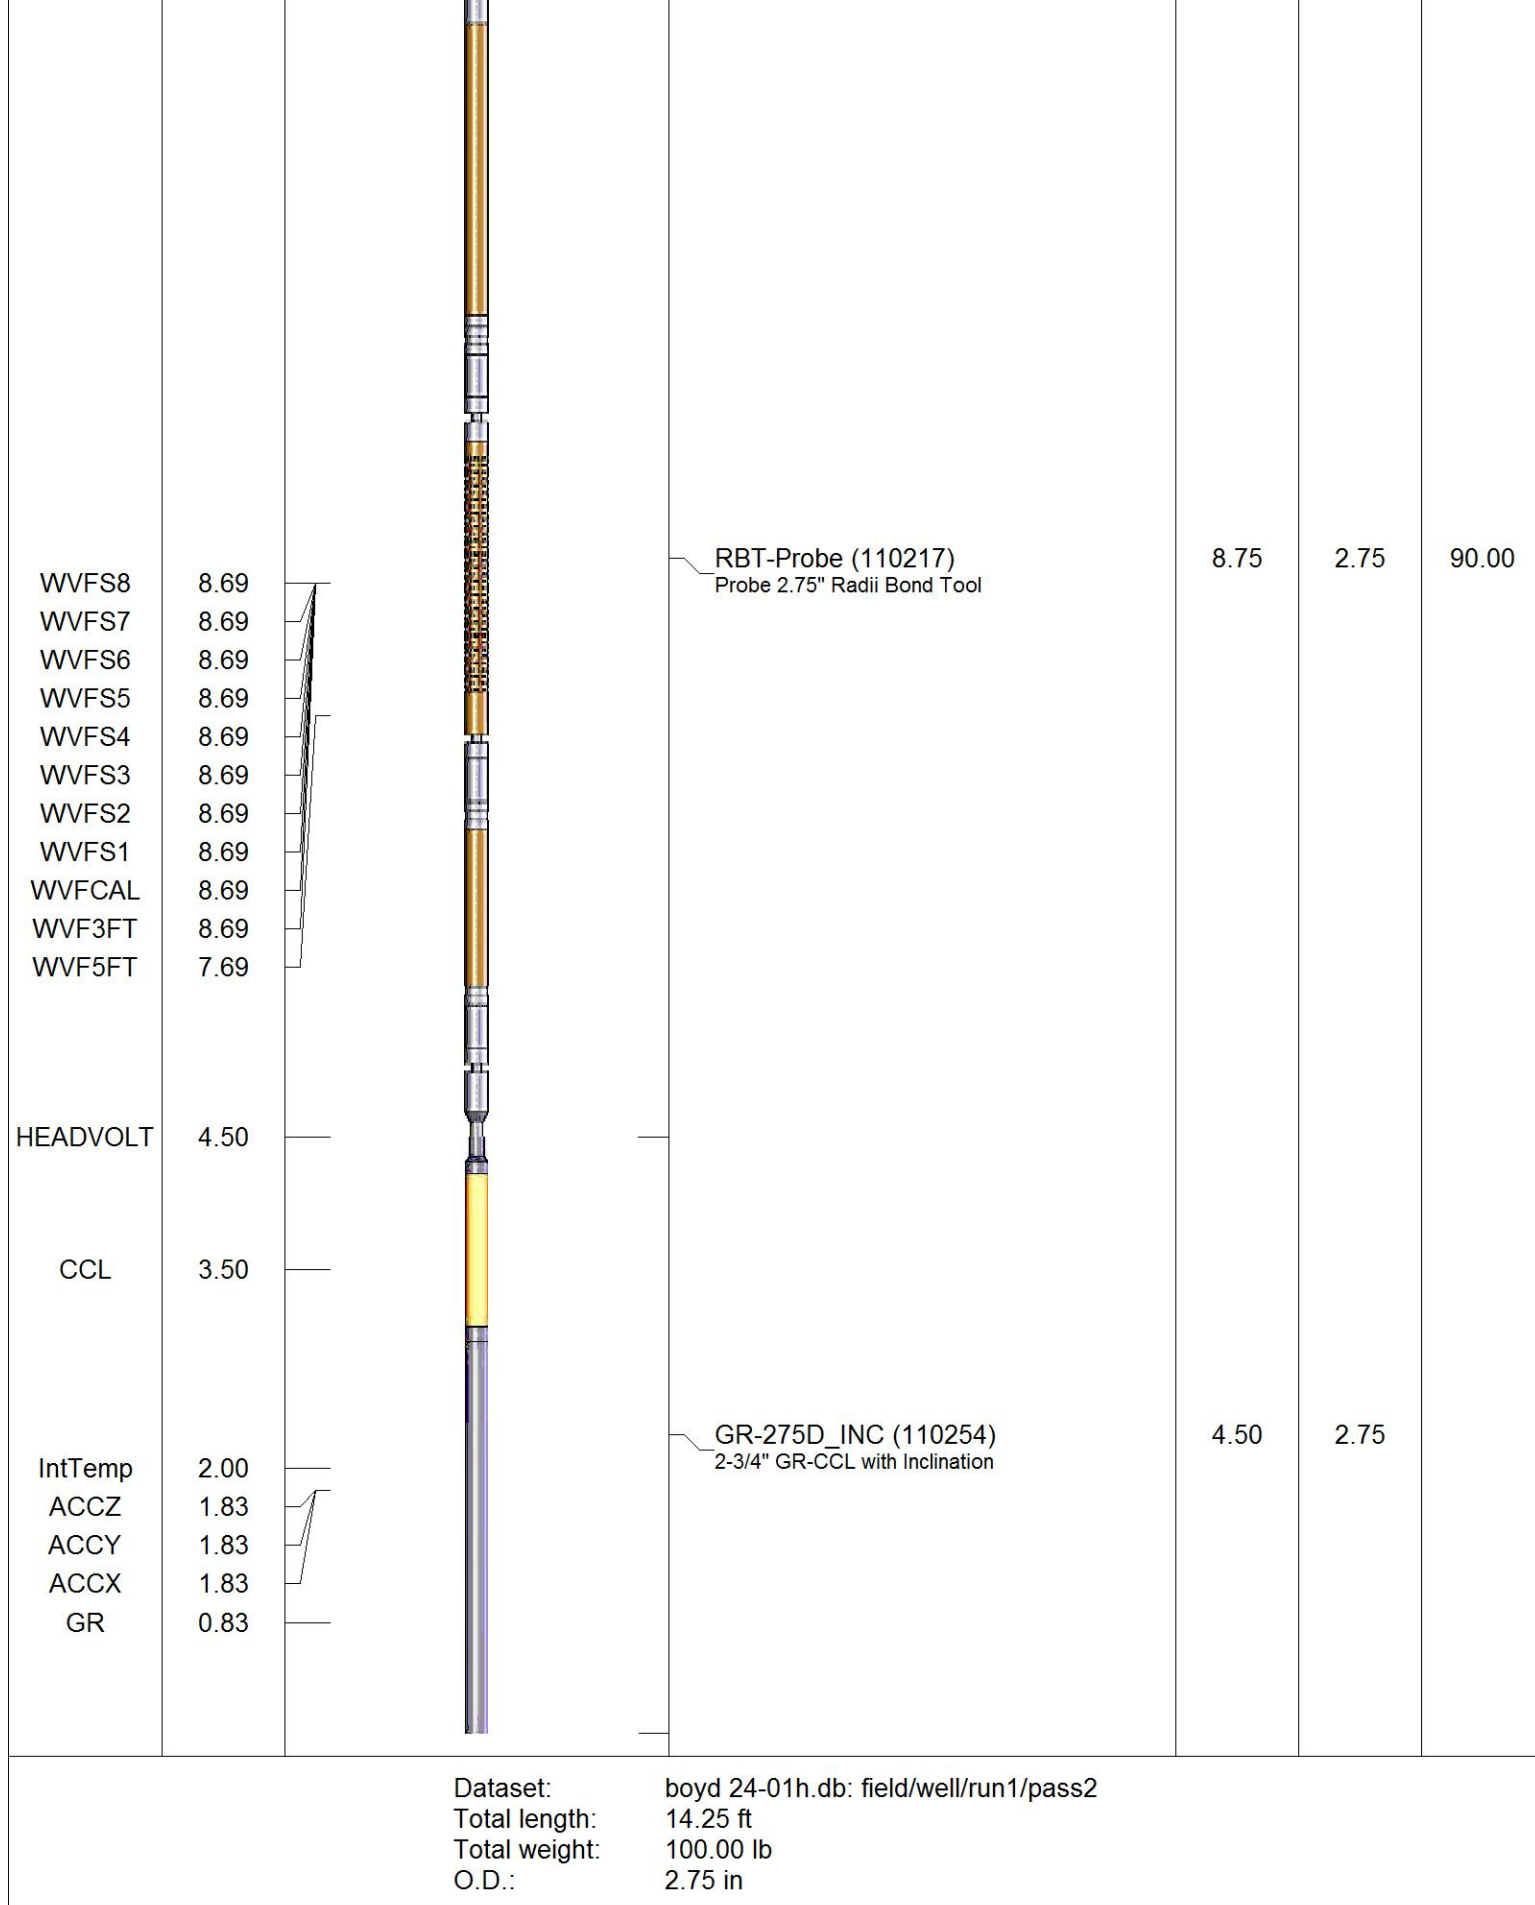 RBT-Probe (110217) 8.75 2.75 90.00
Probe 2.75" Radii Bond Tool
WVFS8 8.69
WVFS7 8.69
WVFS6 8.69
WVFS5 8.69
WVFS4 8.69
WVFS3 8.69
WVFS2 8.69
WVFS1 8.69
WVFCAL 8.69
WVF3FT 8.69
WVF5FT 7.69
HEADVOLT 4.50
CCL 3.50
GR-275D_INC (110254) 4.50 2.75
2-3/4" GR-CCL with Inclination
IntTemp 2.00
ACCZ 1.83
ACCY 1.83
ACCX 1.83
GR 0.83
Dataset: boyd 24-01h.db: field/well/run1/pass2
Total length: 14.25 ft
Total weight: 100.00 lb
O.D.: 2.75 in